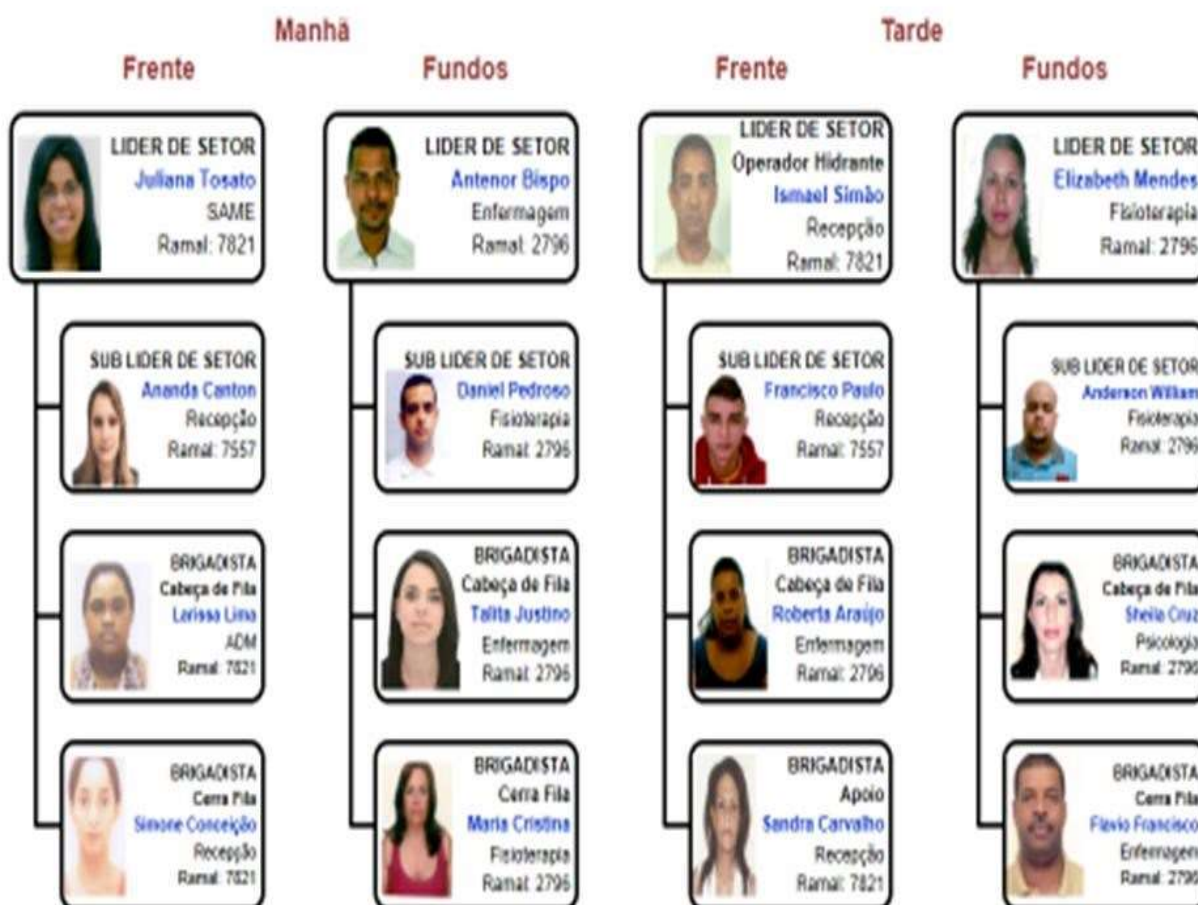 Manhã
Frente
Fundos
Tarde
Frente
Fundos
LIDER DE SETOR
Juliana Tosato
SAME
Ramal: 7821
SUB LIDER DE SETOR
Ananda Canton
Recepção
Ramal: 7557
BRIGADISTA
Cabeça de Fila
Larissa Lima
ADM
Ramal: 7821
BRIGADISTA
Cerra Fila
Simone Conceição
Recepção
Ramal: 7821
LIDER DE SETOR
Antenor Bispo
Enfermagem
Ramal: 2796
SUB LIDER DE SETOR
Daniel Pedroso
Fisioterapia
Ramal: 2796
BRIGADISTA
Cabeça de Fila
Talita Justino
Enfermagem
Ramal: 2796
BRIGADISTA
Cerra Fila
Maria Cristina
Fisioterapia
Ramal: 2796
LIDER DE SETOR
Operador Hidrante
Ismael Simão
Recepção
Ramal: 7821
SUB LIDER DE SETOR
Francisco Paulo
Recepção
Ramal: 7557
BRIGADISTA
Cabeça de Fila
Roberta Araújo
Enfermagem
Ramal: 2796
BRIGADISTA
Apoio
Sandra Carvalho
Recepção
Ramal: 7821
LIDER DE SETOR
Elizabeth Mendes
Fisioterapia
Ramal: 2796
SUB LIDER DE SETOR
Anderson William
Fisioterapia
Ramal: 2796
BRIGADISTA
Cabeça de Fila
Sheila Cruz
Psicologia
Ramal: 2796
BRIGADISTA
Cerra Fila
Flavio Francisco
Enfermagem
Ramal: 2796